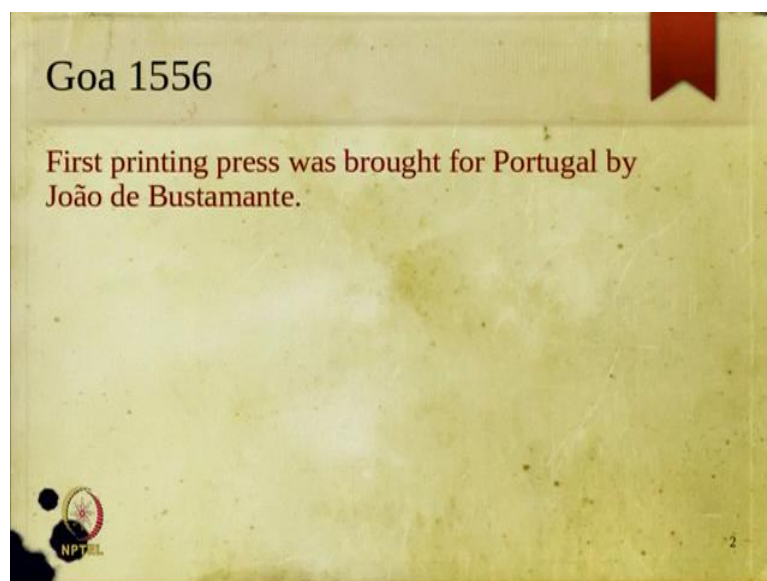 Goa 1556
First printing press was brought for Portugal by
João de Bustamante.
NPTEL
2